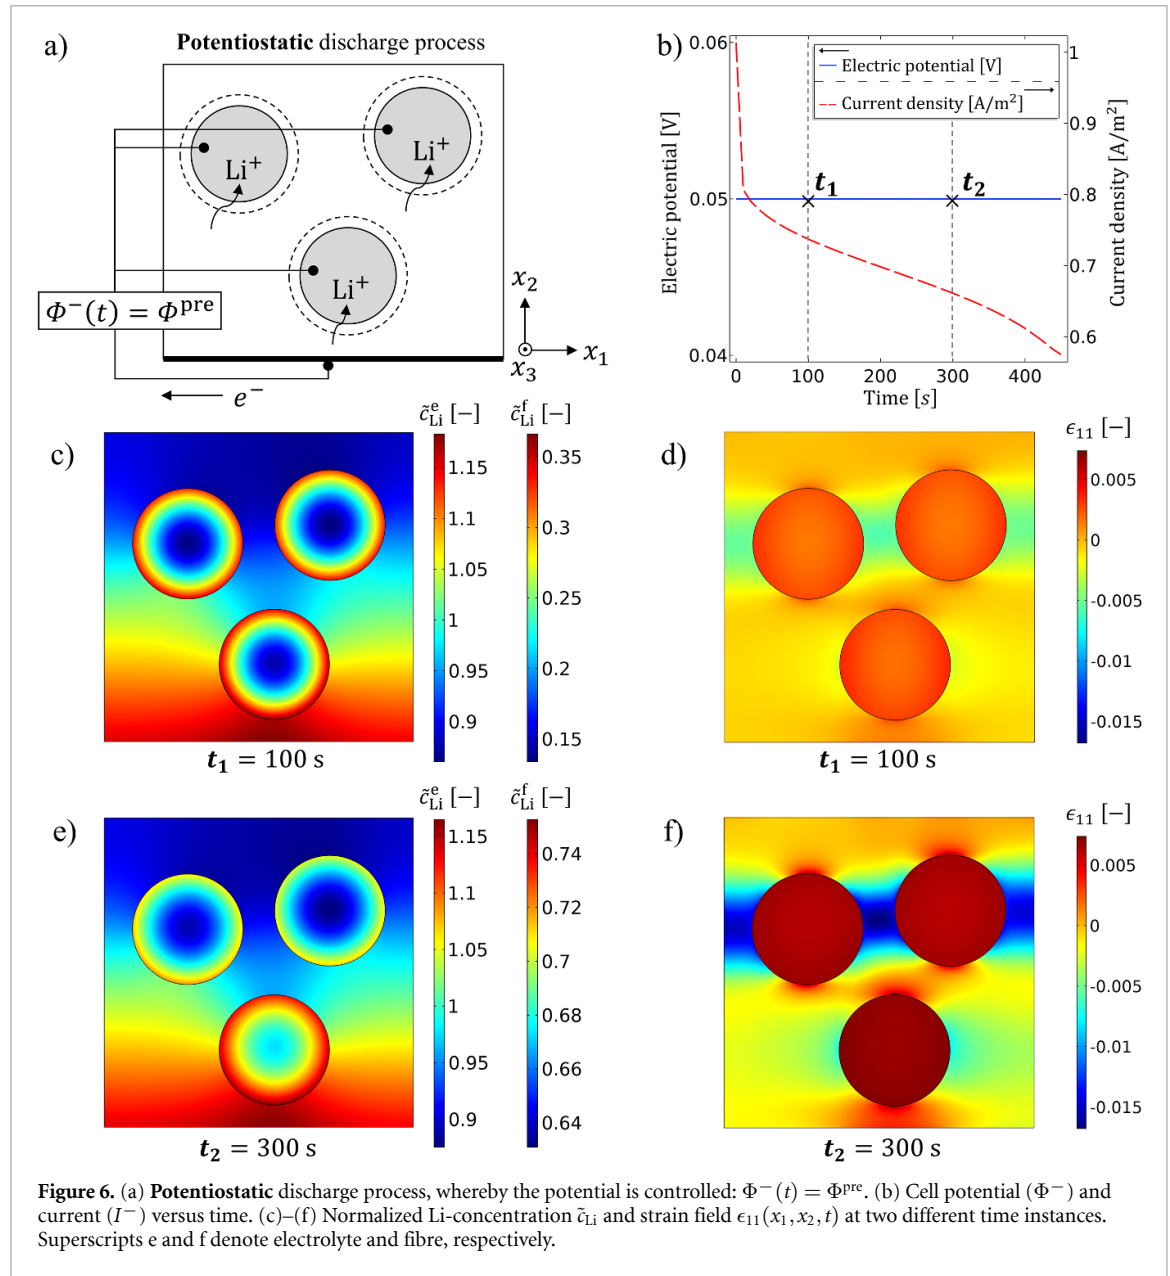 a)
Potentiostatic discharge process
Li⁺
Li⁺
Li⁺
Φ⁻(t) = Φᵖʳᵉ
x₂
x₁
x₃
e⁻
b)
0.06
0.05
0.04
Electric potential [V]
Electric potential [V]
Current density [A/m²]
t₁
t₂
1
0.9
0.8
0.7
0.6
Current density [A/m²]
0 100 200 300 400
Time [s]
c)
c̃ᵉ_Li [−]
1.15
1.1
1.05
1
0.95
0.9
c̃ᶠ_Li [−]
0.35
0.3
0.25
0.2
0.15
t₁ = 100 s
d)
ϵ₁₁ [−]
0.005
0
-0.005
-0.01
-0.015
t₁ = 100 s
e)
c̃ᵉ_Li [−]
1.15
1.1
1.05
1
0.95
0.9
c̃ᶠ_Li [−]
0.74
0.72
0.7
0.68
0.66
0.64
t₂ = 300 s
f)
ϵ₁₁ [−]
0.005
0
-0.005
-0.01
-0.015
t₂ = 300 s
Figure 6. (a) Potentiostatic discharge process, whereby the potential is controlled: Φ⁻(t) = Φᵖʳᵉ. (b) Cell potential (Φ⁻) and
current (I⁻) versus time. (c)–(f) Normalized Li-concentration c̃_Li and strain field ϵ₁₁(x₁, x₂, t) at two different time instances.
Superscripts e and f denote electrolyte and fibre, respectively.